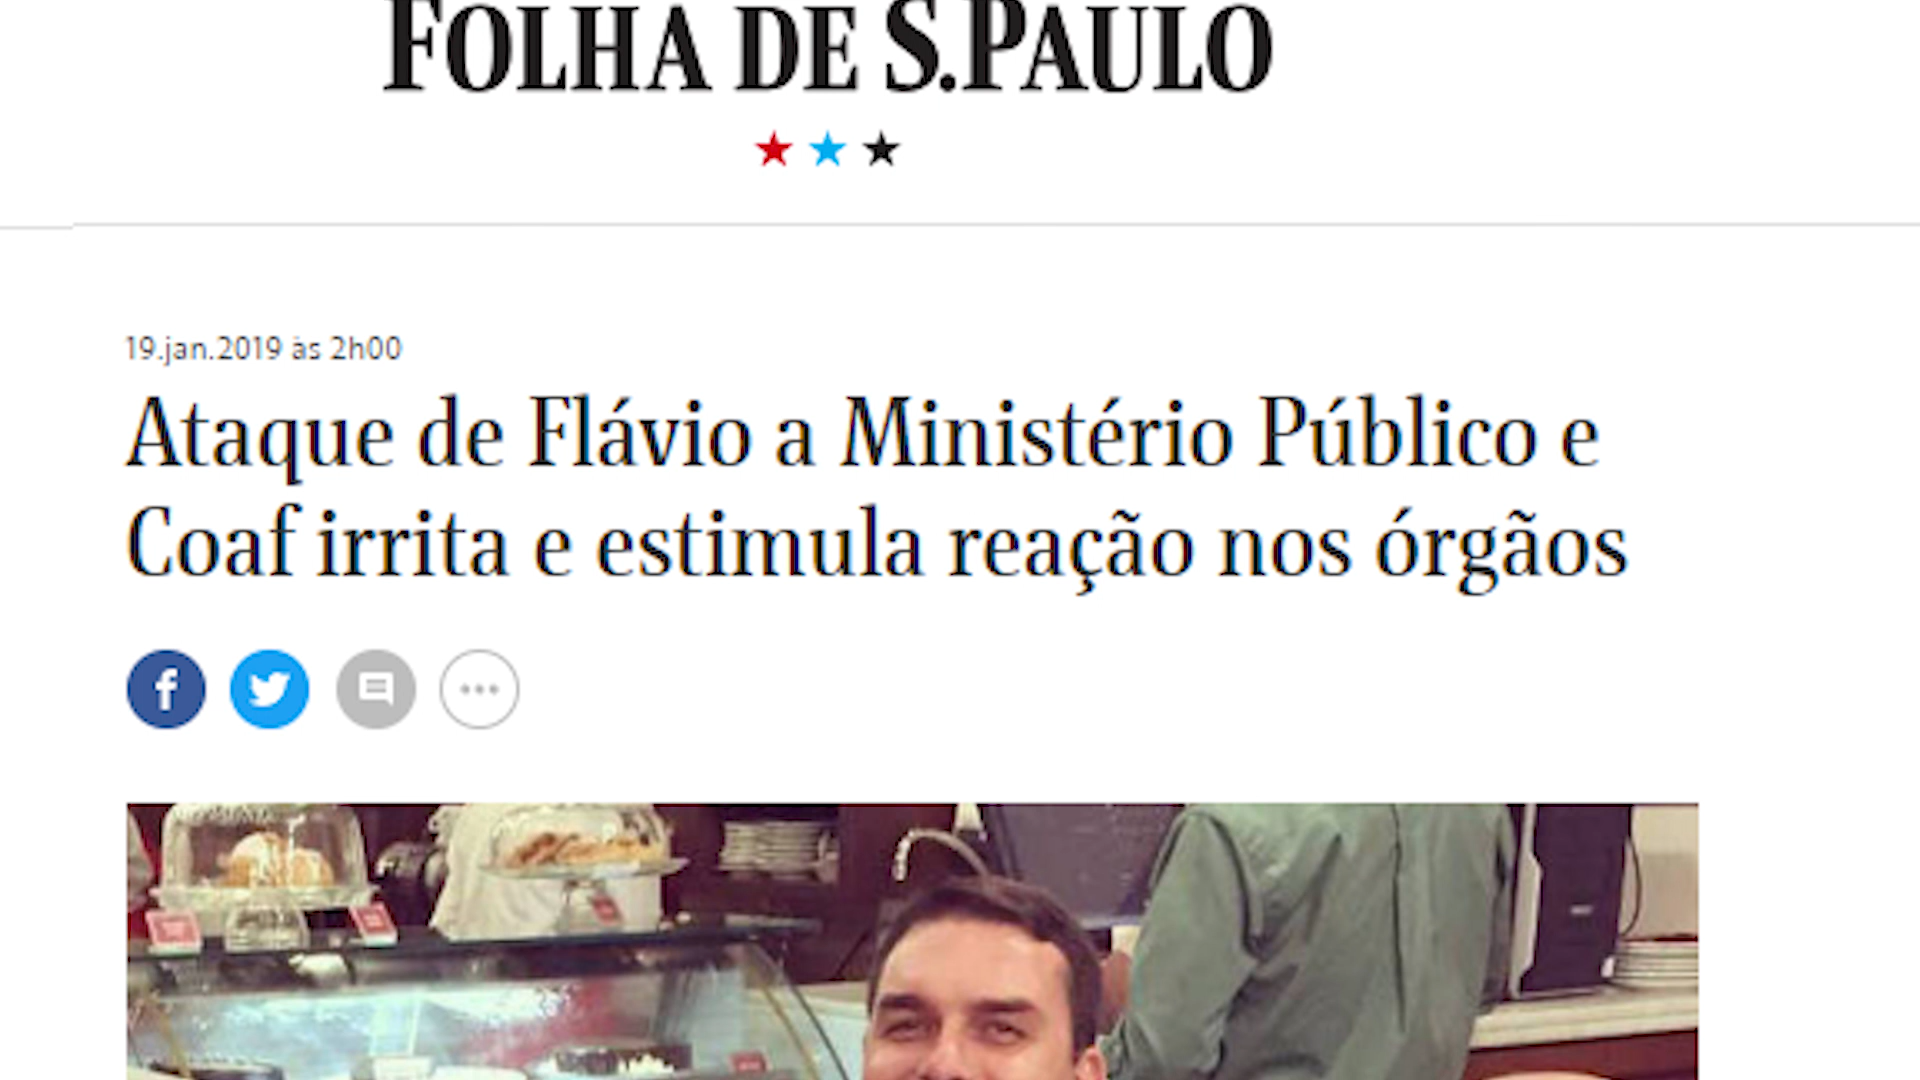 FOLHA DE S.PAULO
19.jan.2019 às 2h00
Ataque de Flávio a Ministério Público e
Coaf irrita e estimula reação nos órgãos